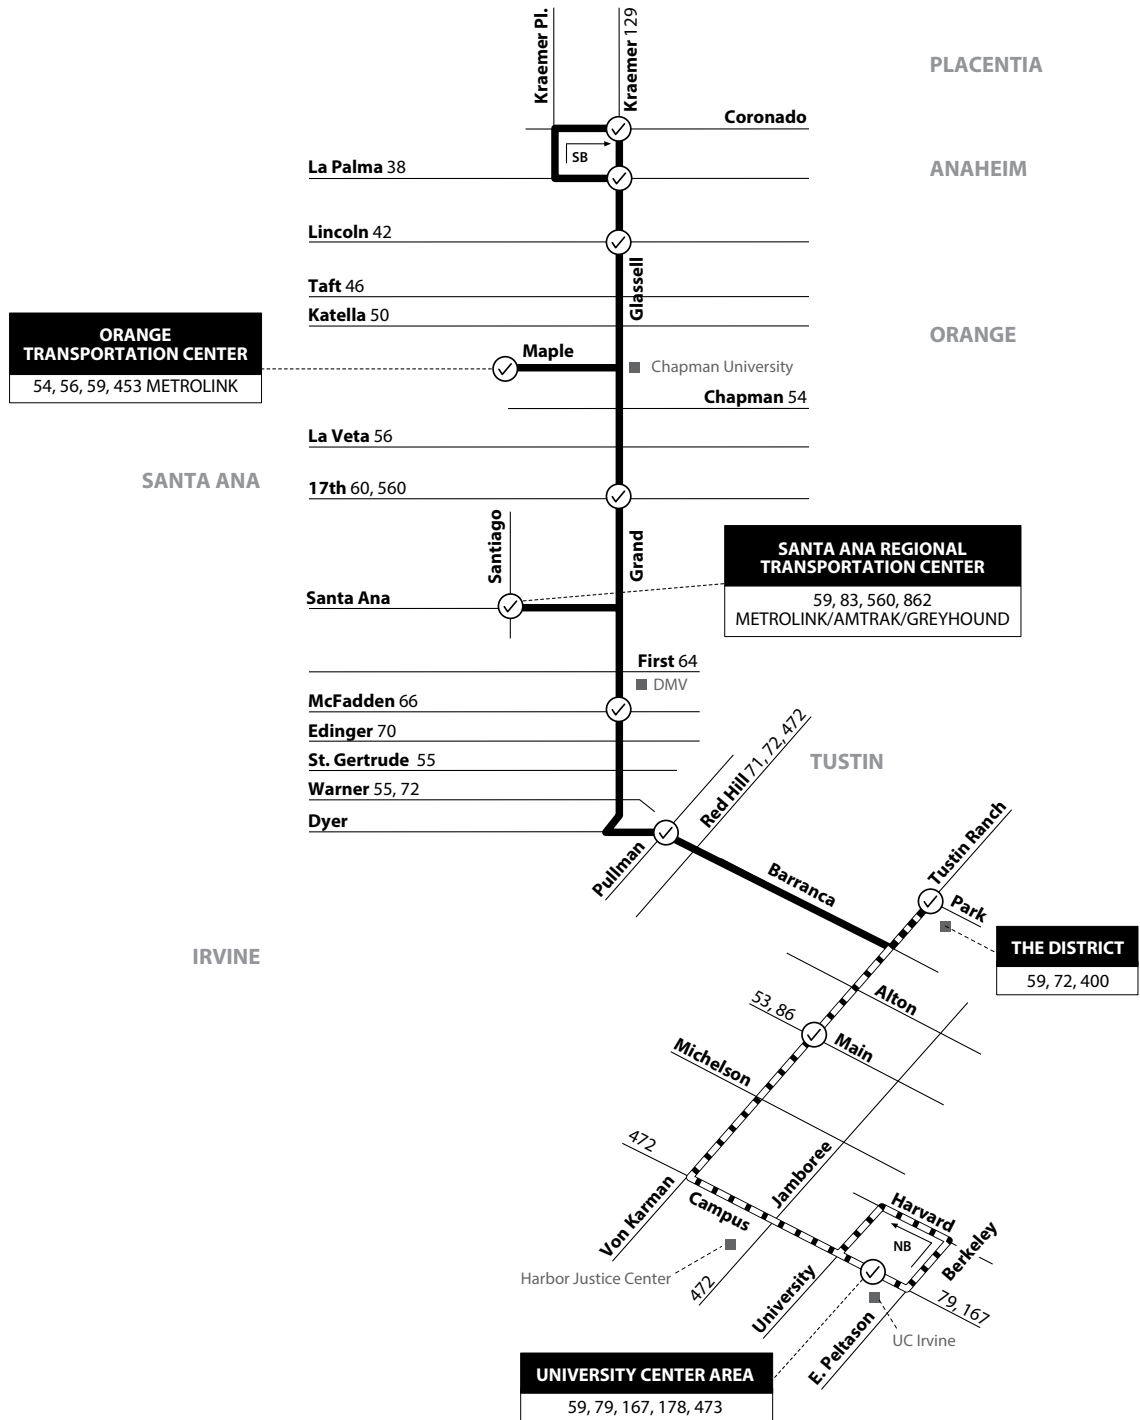 Kraemer Pl.
Kraemer 129
PLACENTIA
Coronado
SB
La Palma 38
ANAHEIM
Lincoln 42
Glassell
Taft 46
Katella 50
ORANGE
ORANGE
TRANSPORTATION CENTER
54, 56, 59, 453 METROLINK
Maple
Chapman University
Chapman 54
La Veta 56
SANTA ANA
17th 60, 560
Santiago
Grand
SANTA ANA REGIONAL
TRANSPORTATION CENTER
59, 83, 560, 862
METROLINK/AMTRAK/GREYHOUND
Santa Ana
First 64
DMV
McFadden 66
Edinger 70
St. Gertrude 55
Warner 55, 72
Dyer
Pullman
Red Hill 71, 72, 472
TUSTIN
Barranca
Tustin Ranch
Park
THE DISTRICT
59, 72, 400
IRVINE
Alton
53, 86
Main
Michelson
472
Jamboree
Von Karman
Campus
Harvard
NB
Berkeley
Harbor Justice Center
472
University
79, 167
UC Irvine
E. Peltason
UNIVERSITY CENTER AREA
59, 79, 167, 178, 473